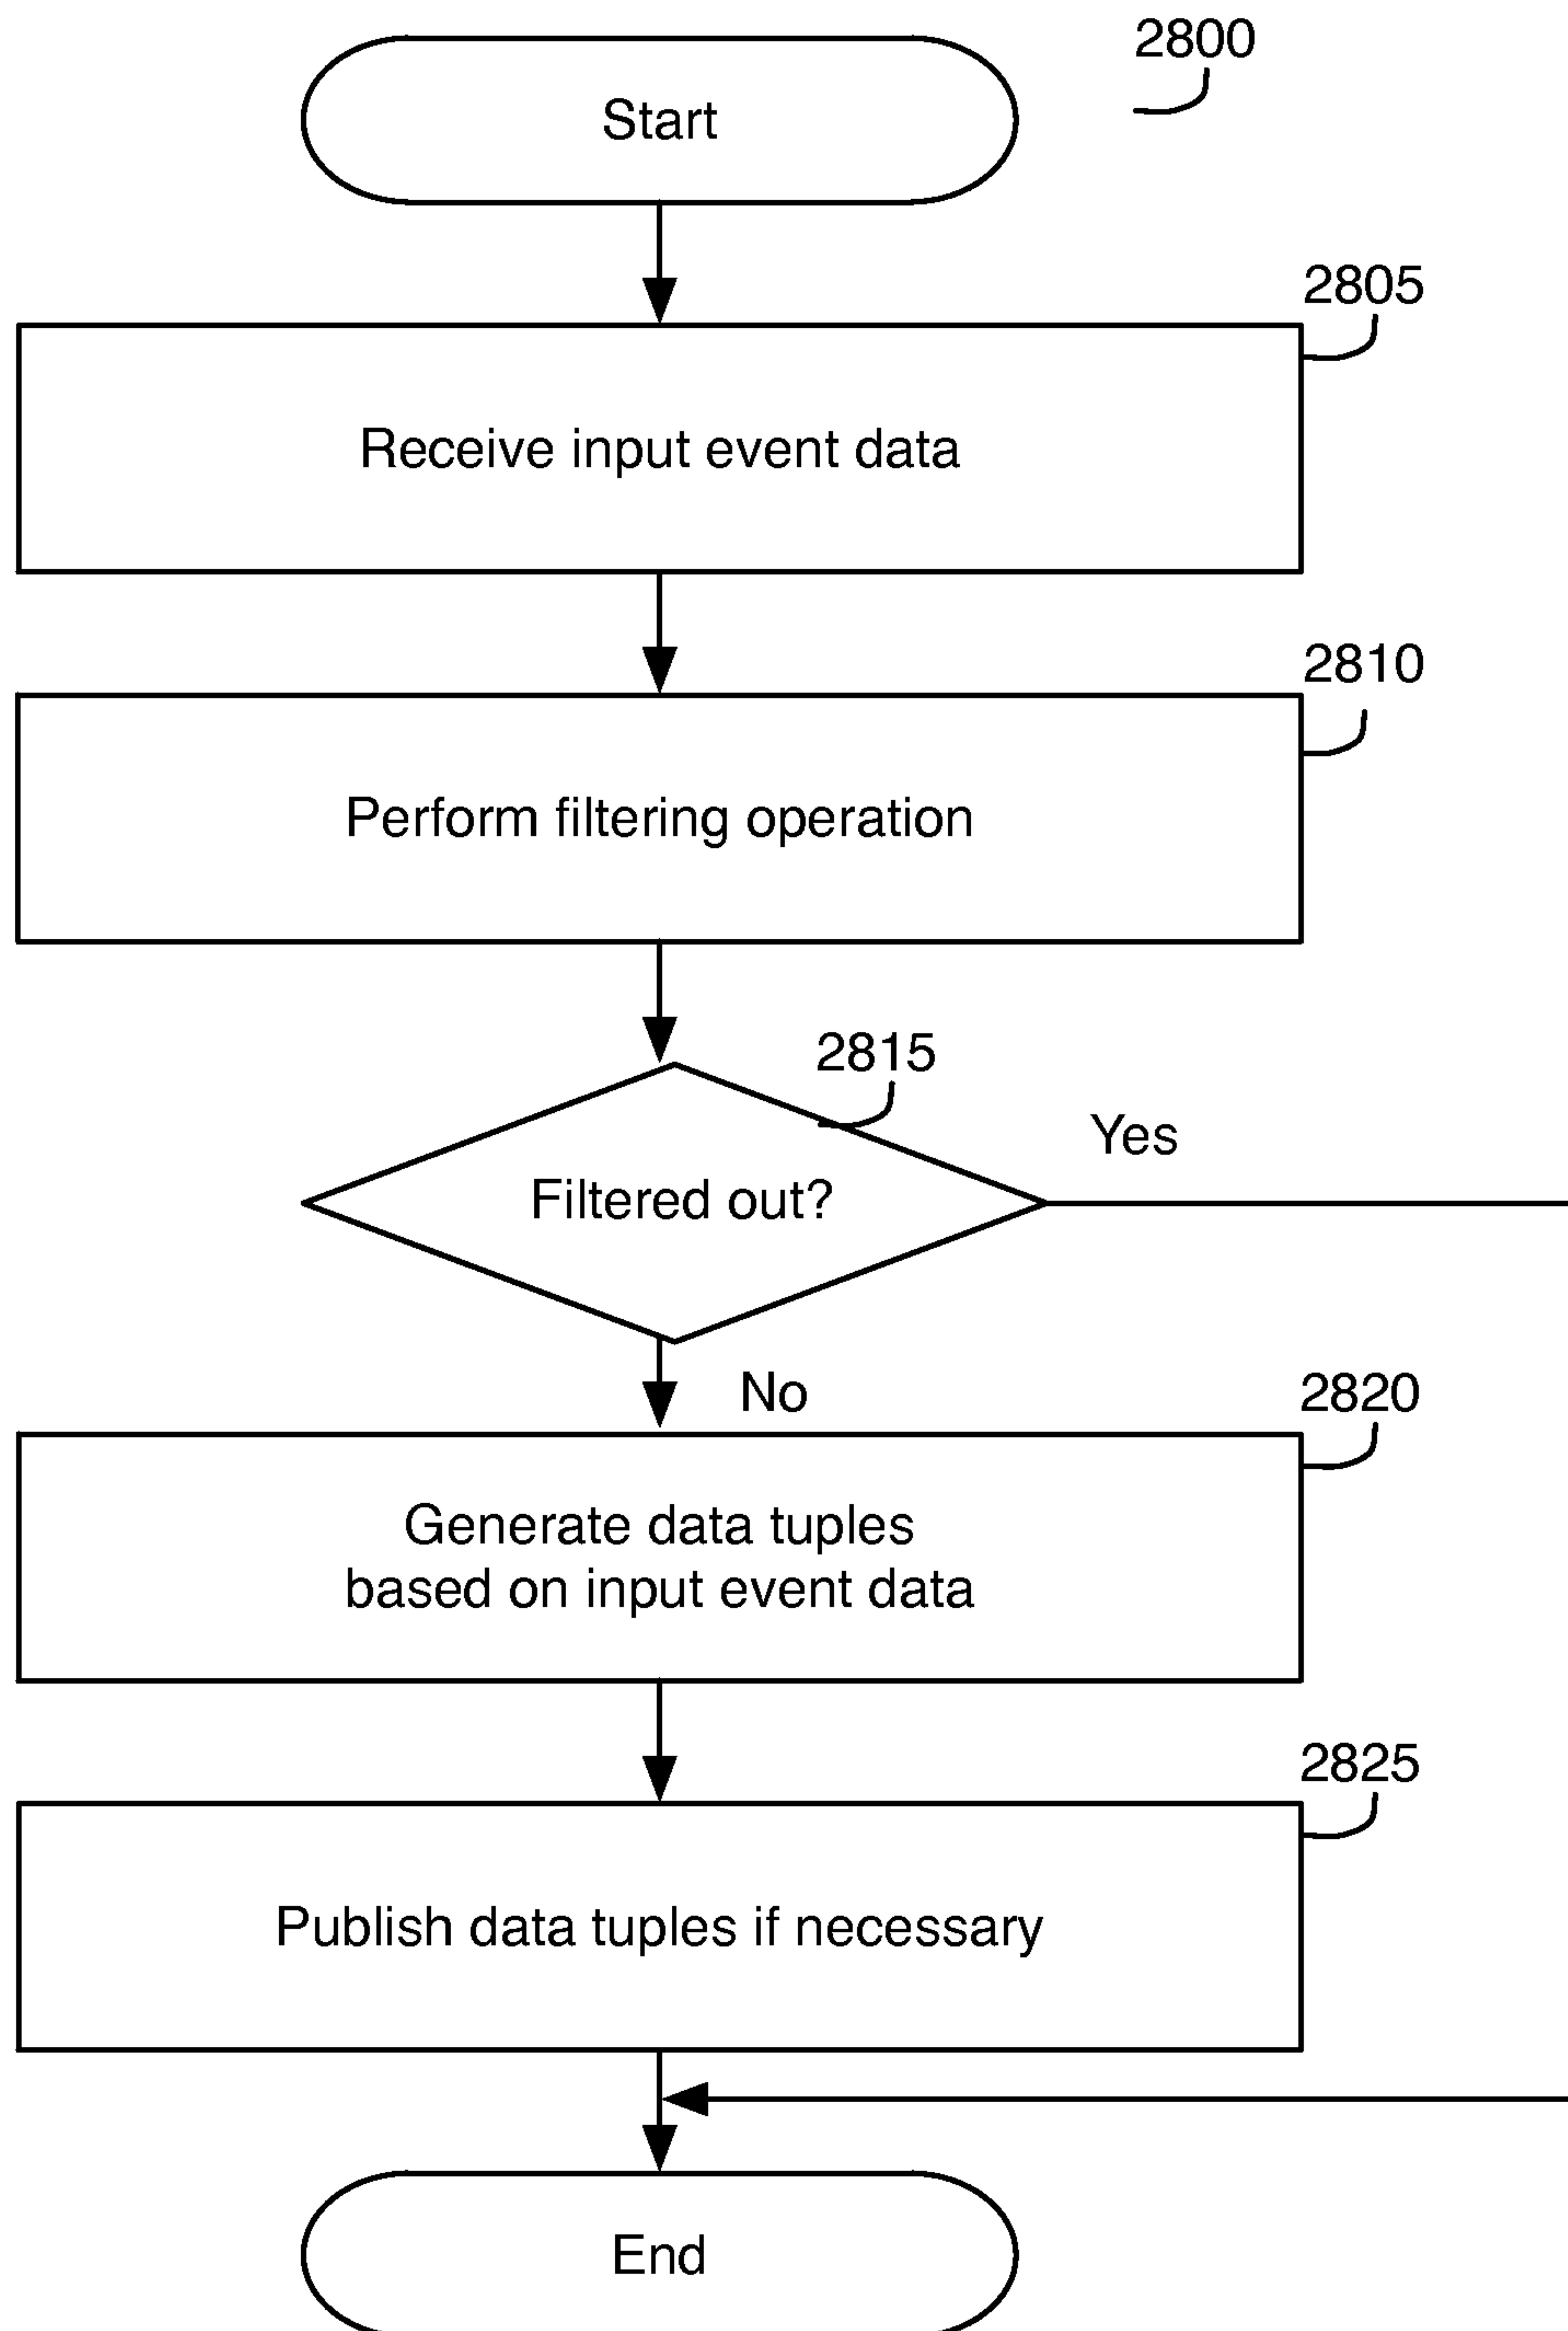 2800
Start
2805
Receive input event data
2810
Perform filtering operation
2815
Yes
Filtered out?
No
2820
Generate data tuples
based on input event data
2825
Publish data tuples if necessary
End